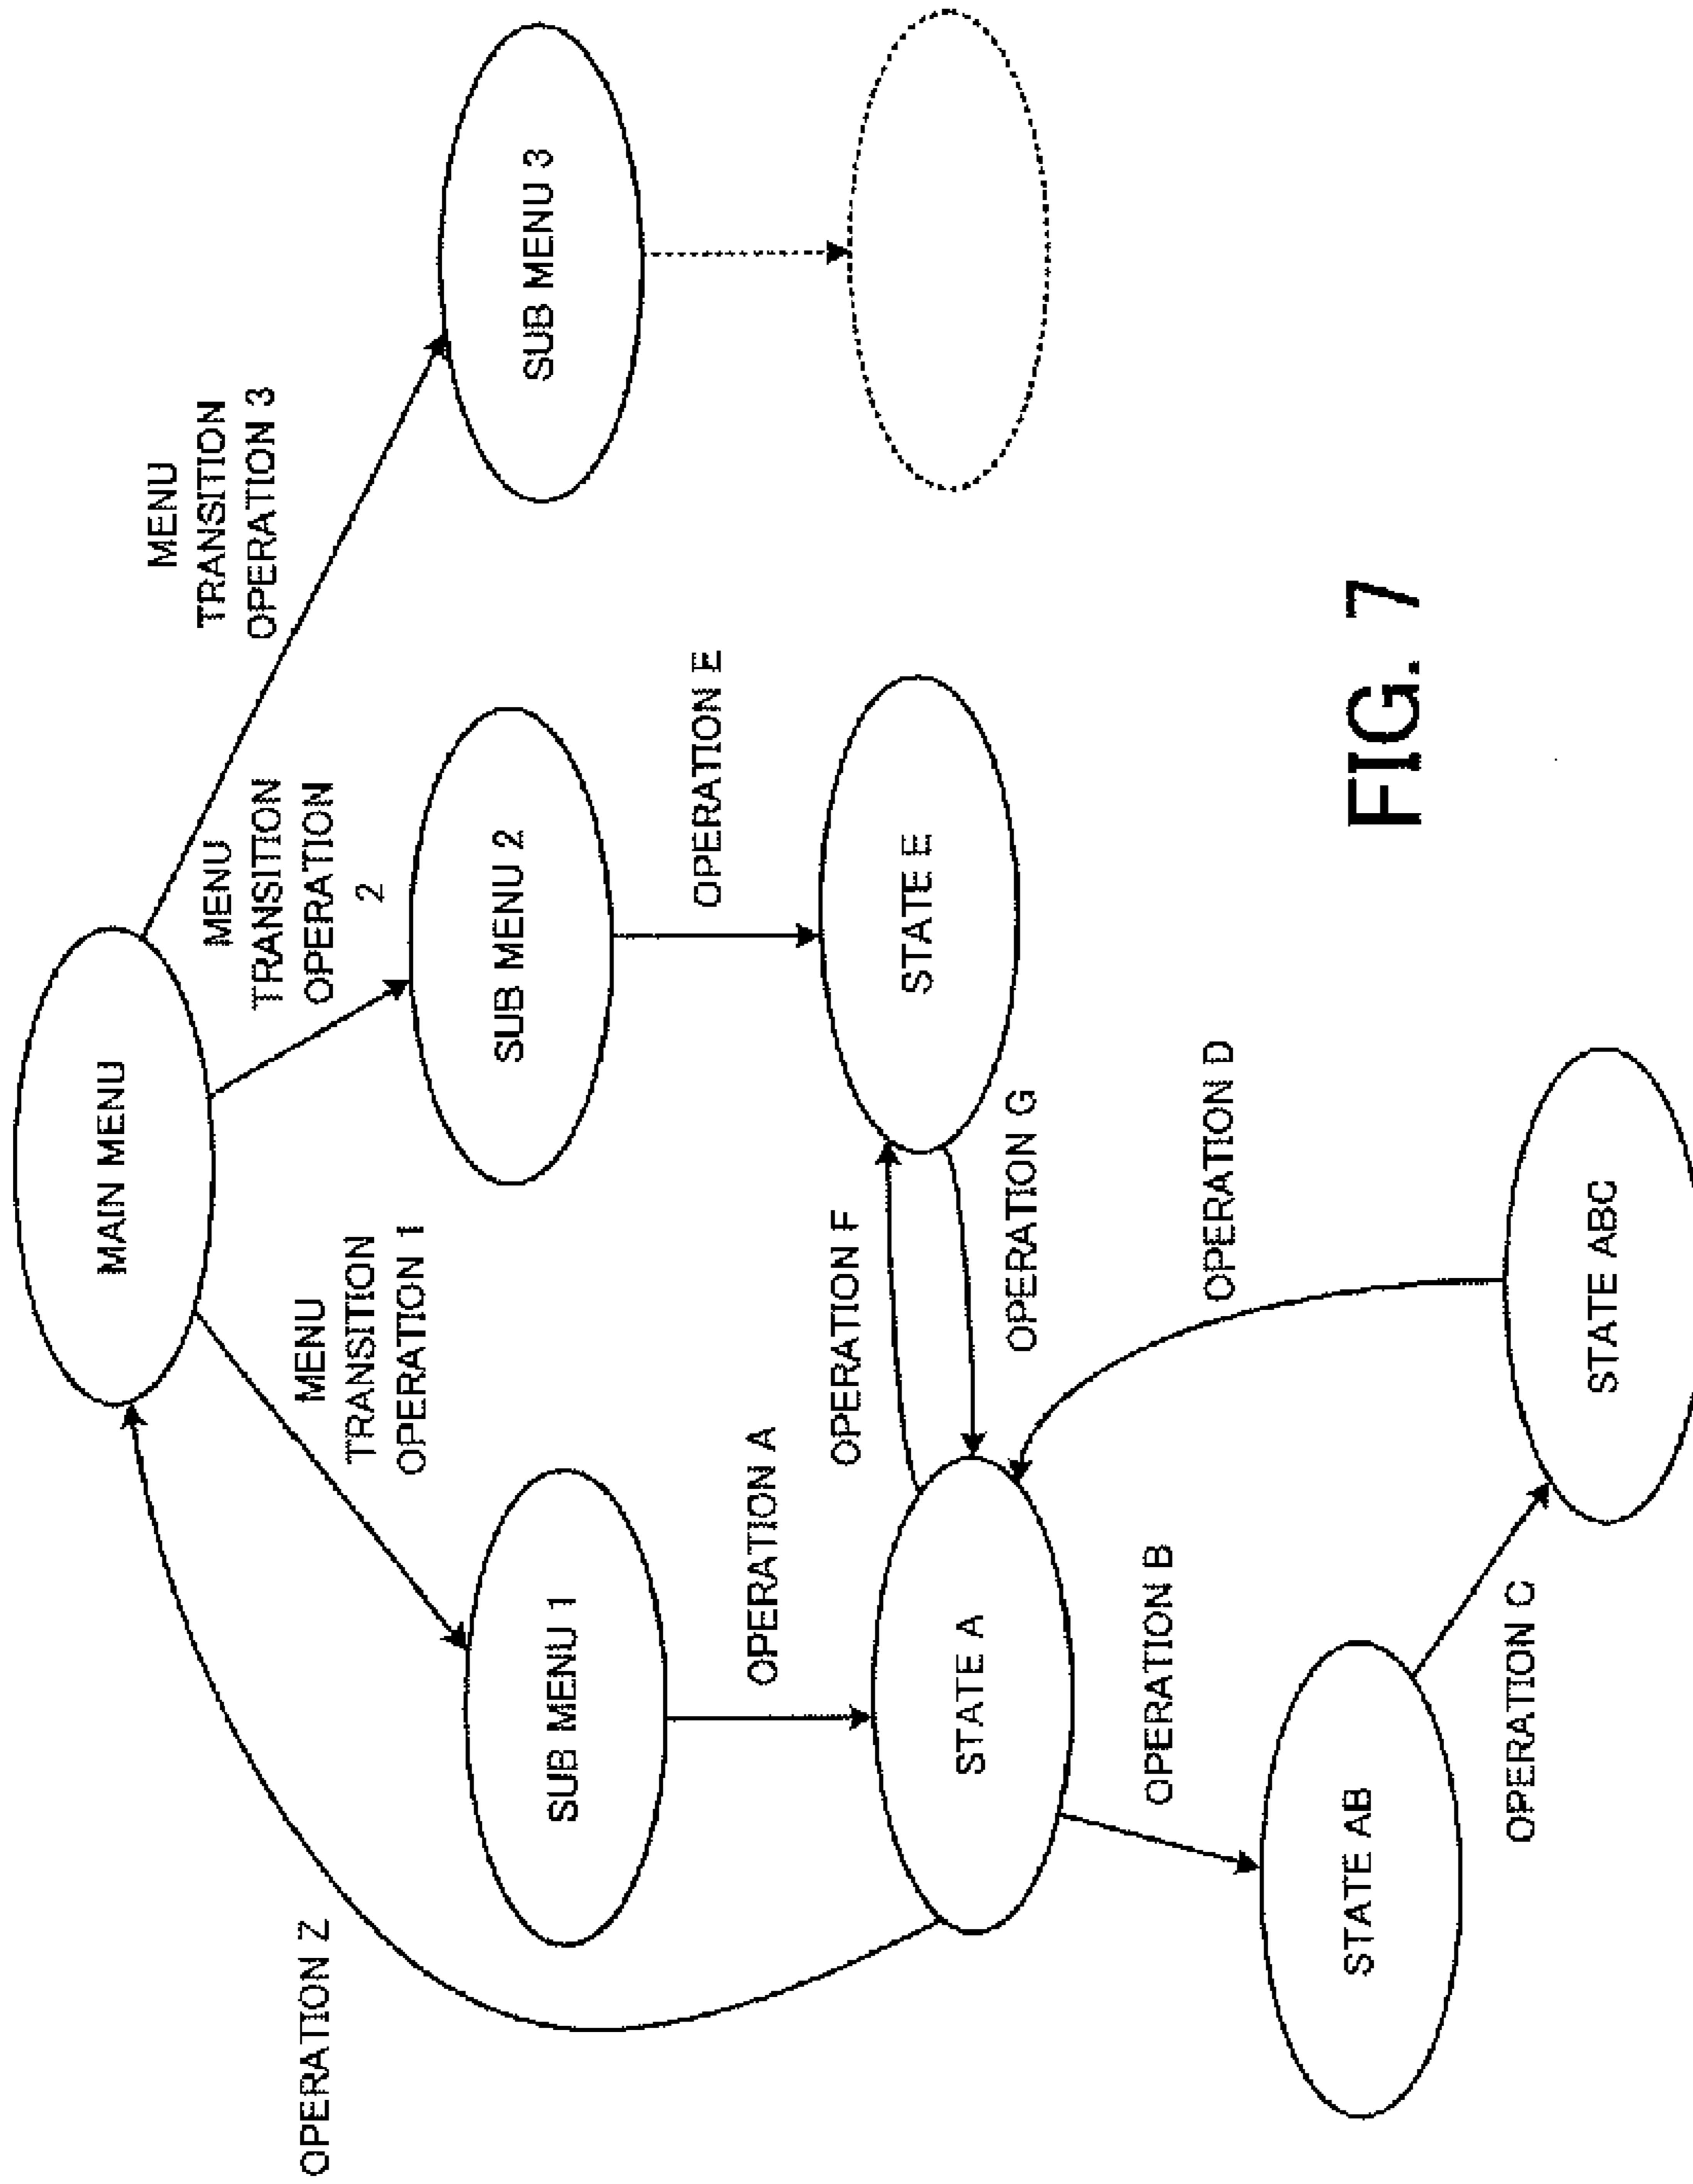 MAIN MENU
OPERATION Z
MENU
TRANSITION
OPERATION 1
MENU
TRANSITION
OPERATION
2
MENU
TRANSITION
OPERATION 3
SUB MENU 1
SUB MENU 2
SUB MENU 3
OPERATION A
OPERATION E
STATE A
OPERATION F
OPERATION G
STATE E
OPERATION B
OPERATION D
STATE AB
OPERATION C
STATE ABC
FIG. 7